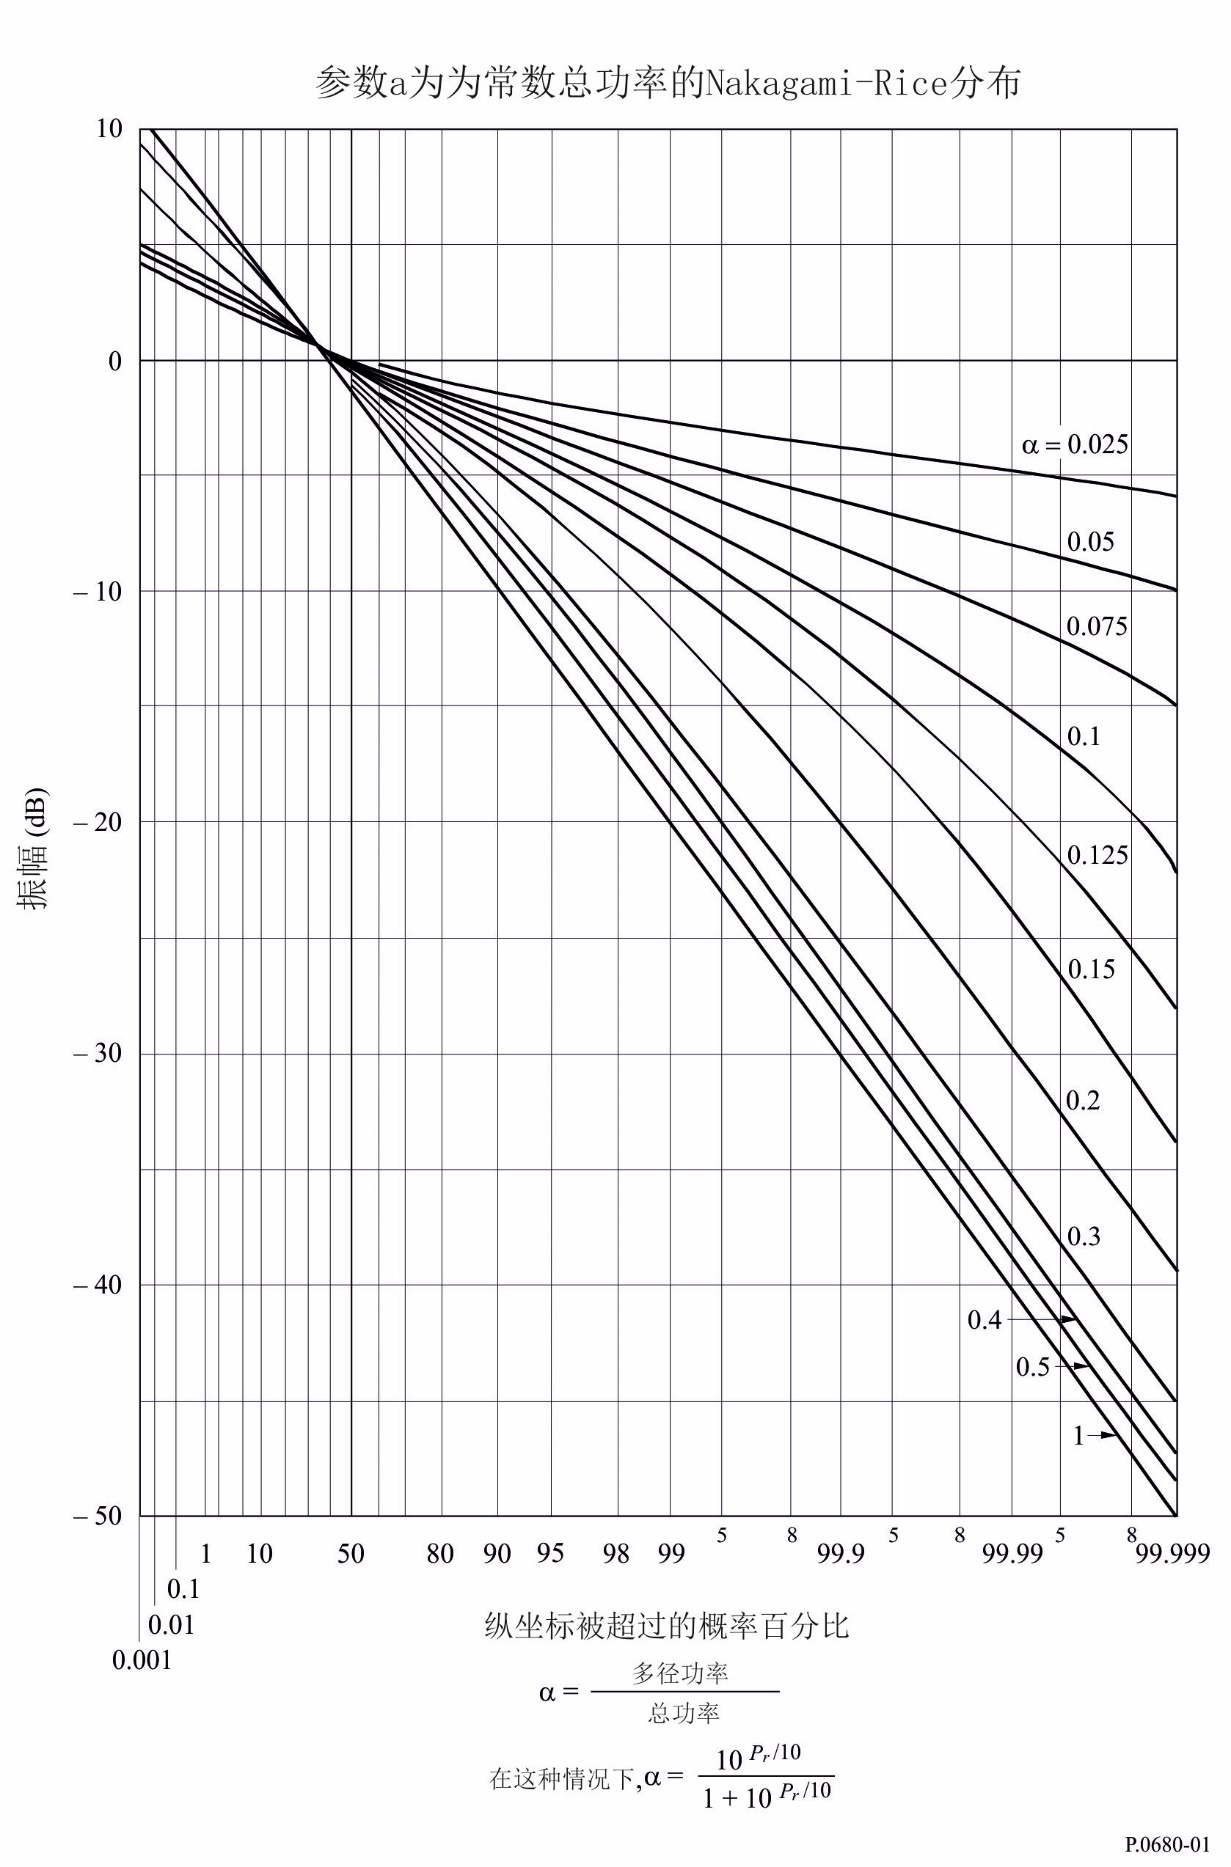 参数a为为常数总功率的Nakagami-Rice分布
10
0
– 10
– 20
– 30
– 40
– 50
振幅 (dB)
α = 0.025
0.05
0.075
0.1
0.125
0.15
0.2
0.3
0.4
0.5
1
5 8 5 8 5 8
1 10 50 80 90 95 98 99 99.9 99.99 99.999
0.1
0.01
0.001
纵坐标被超过的概率百分比
α = 多径功率
总功率
在这种情况下,α = 10 Pr /10
1 + 10 Pr /10
P.0680-01